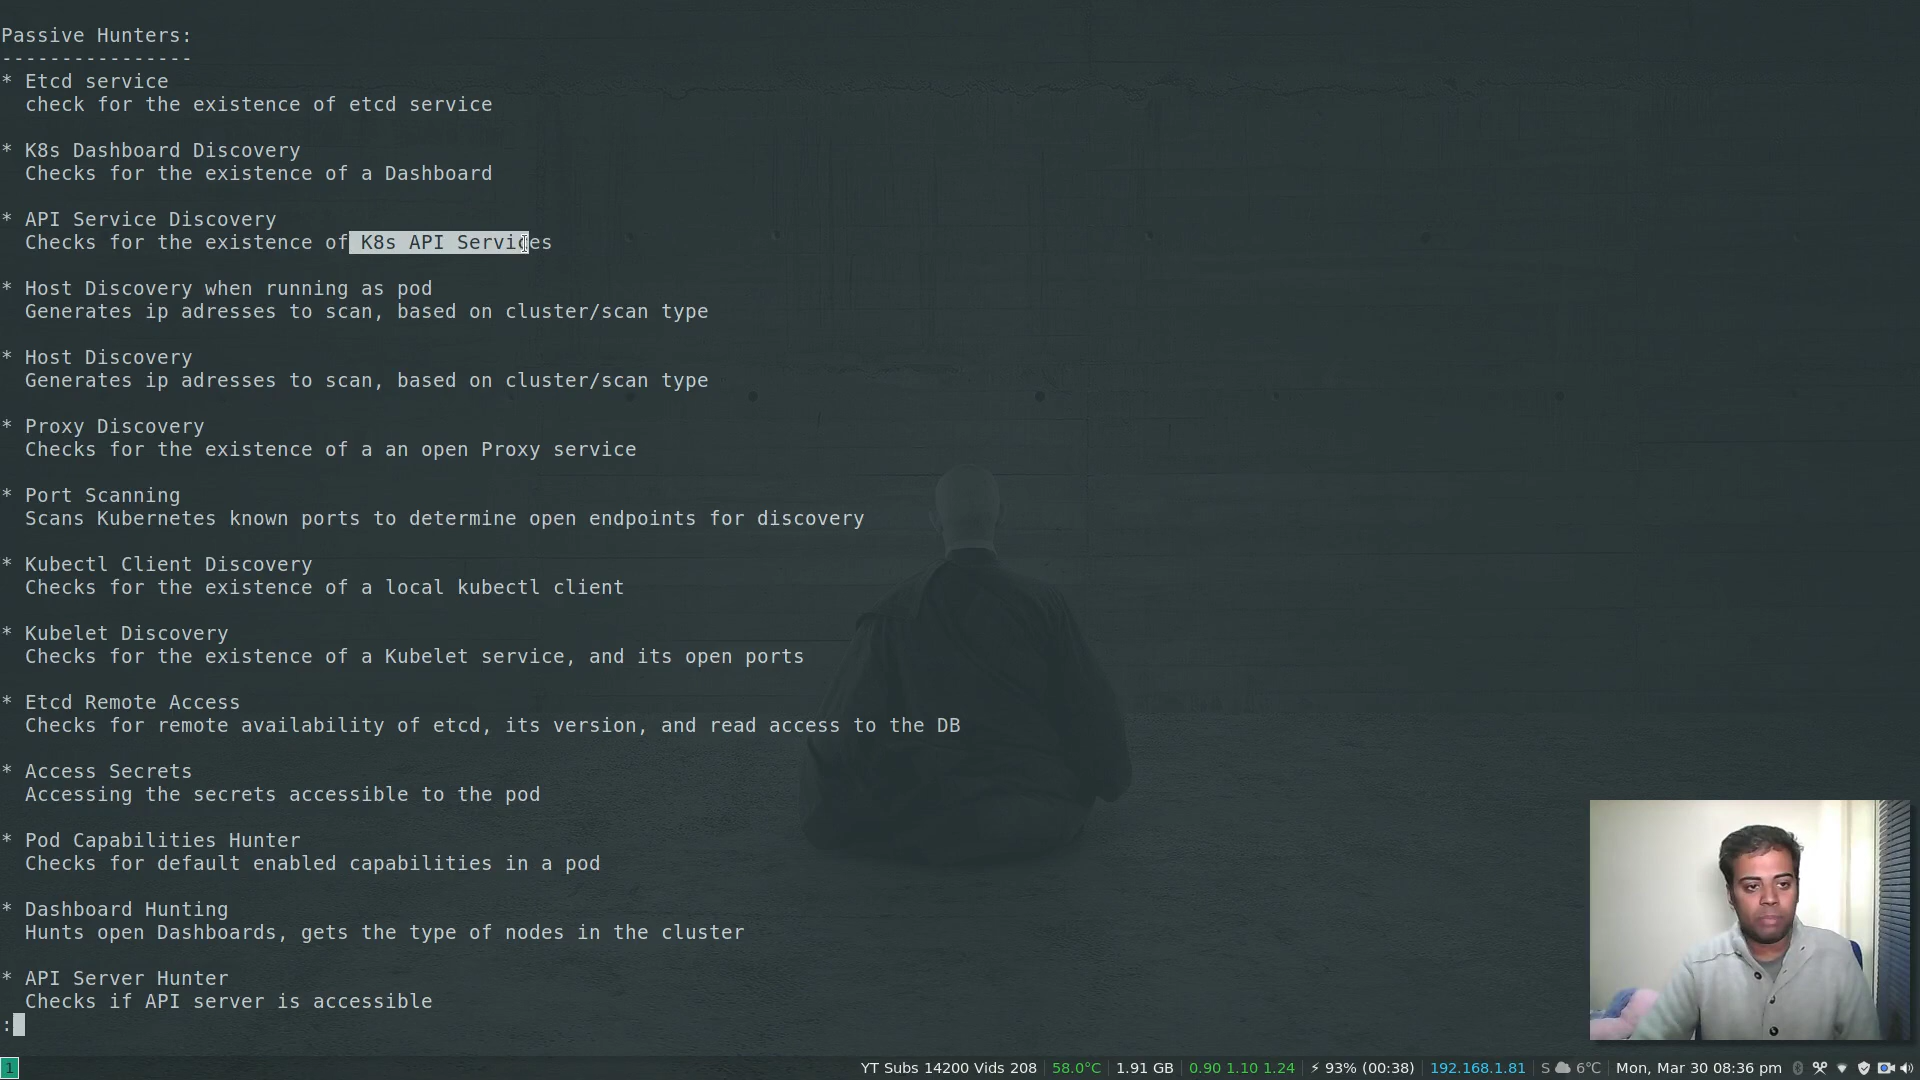 Passive Hunters:
----------------
* Etcd service
check for the existence of etcd service
* K8s Dashboard Discovery
Checks for the existence of a Dashboard
* API Service Discovery
Checks for the existence of K8s API Services
* Host Discovery when running as pod
Generates ip adresses to scan, based on cluster/scan type
* Host Discovery
Generates ip adresses to scan, based on cluster/scan type
* Proxy Discovery
Checks for the existence of a an open Proxy service
* Port Scanning
Scans Kubernetes known ports to determine open endpoints for discovery
* Kubectl Client Discovery
Checks for the existence of a local kubectl client
* Kubelet Discovery
Checks for the existence of a Kubelet service, and its open ports
* Etcd Remote Access
Checks for remote availability of etcd, its version, and read access to the DB
* Access Secrets
Accessing the secrets accessible to the pod
* Pod Capabilities Hunter
Checks for default enabled capabilities in a pod
* Dashboard Hunting
Hunts open Dashboards, gets the type of nodes in the cluster
* API Server Hunter
Checks if API server is accessible
:
1 YT Subs 14200 Vids 208 58.0°C 1.91 GB 0.90 1.10 1.24 ⚡ 93% (00:38) 192.168.1.81 S 6°C Mon, Mar 30 08:36 pm